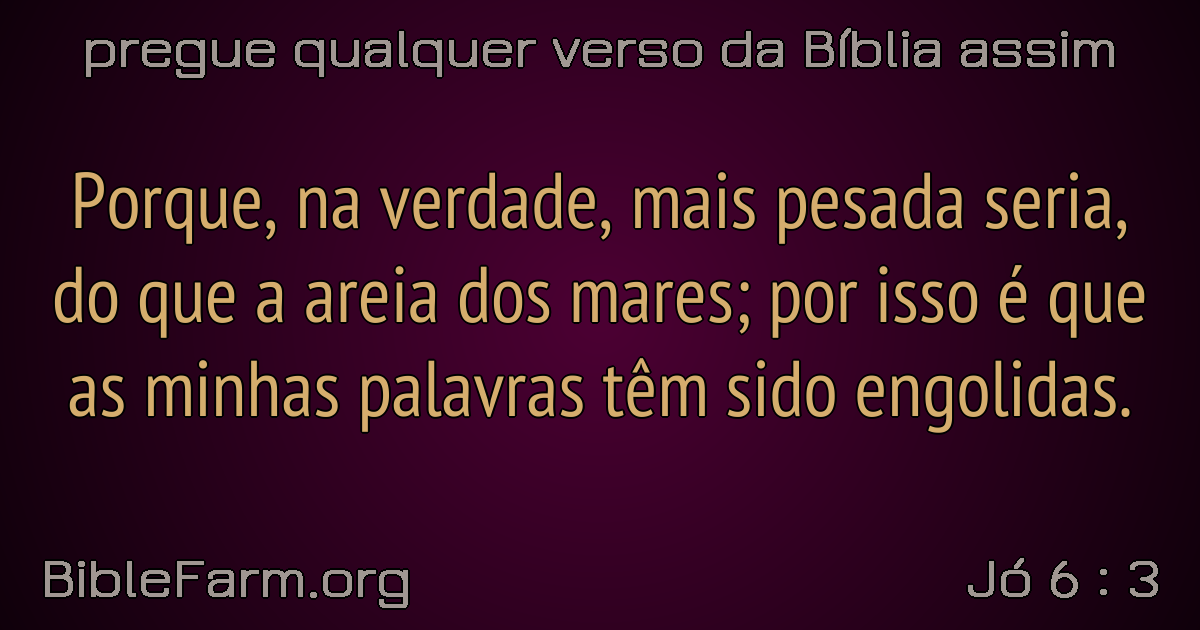 pregue qualquer verso da Bíblia assim
Porque, na verdade, mais pesada seria,
do que a areia dos mares; por isso é que
as minhas palavras têm sido engolidas.
BibleFarm.org
Jó 6 : 3